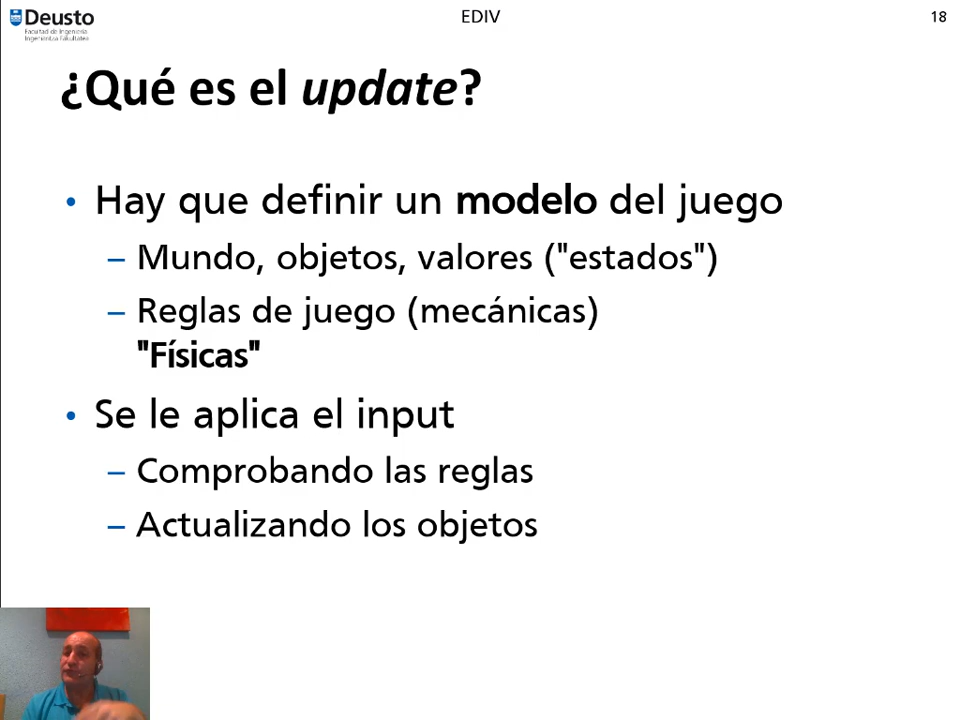 Deusto
Facultad de Ingeniería
Ingeniaritza Fakultatea
EDIV
18
¿Qué es el update?
• Hay que definir un modelo del juego
– Mundo, objetos, valores ("estados")
– Reglas de juego (mecánicas)
"Físicas"
• Se le aplica el input
– Comprobando las reglas
– Actualizando los objetos